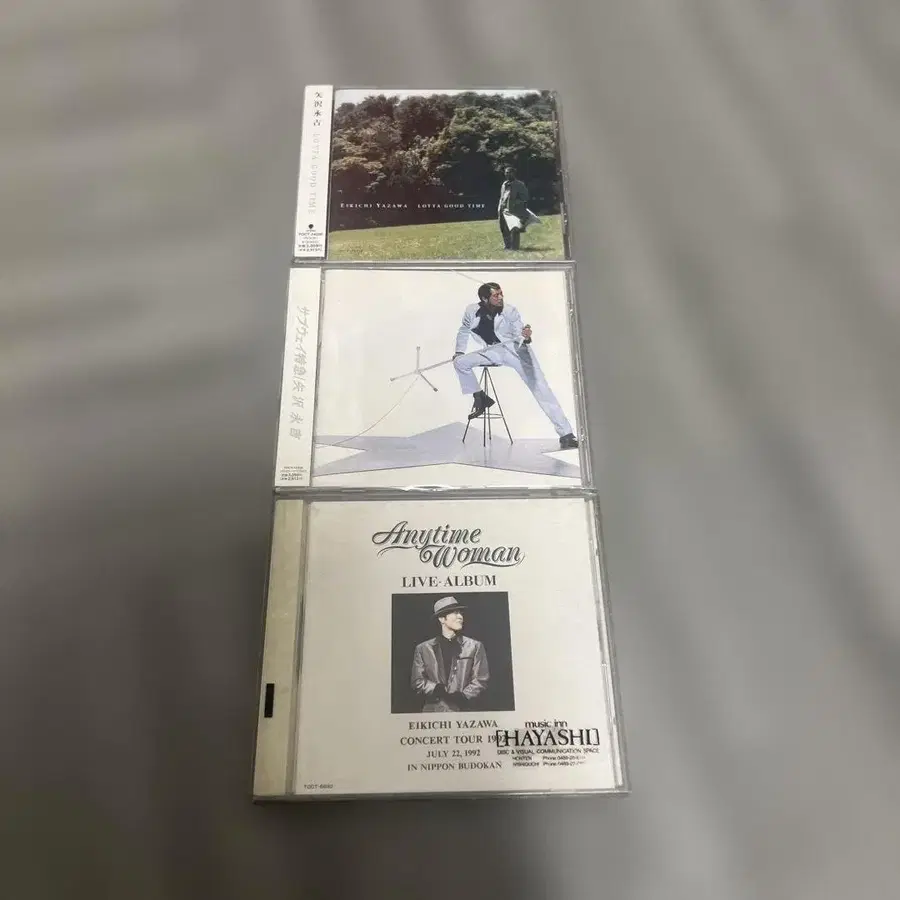 矢沢永吉 LOTTA GOOD TIME
EIKICHI YAZAWA LOTTA GOOD TIME
サブウェイ特急/矢沢永吉
Anytime
Woman
LIVE-ALBUM
EIKICHI YAZAWA
CONCERT TOUR 1992
JULY 22, 1992
IN NIPPON BUDOKAN
music inn
[HAYASHI]
DISC & VISUAL COMMUNICATION SPACE
HONTEN